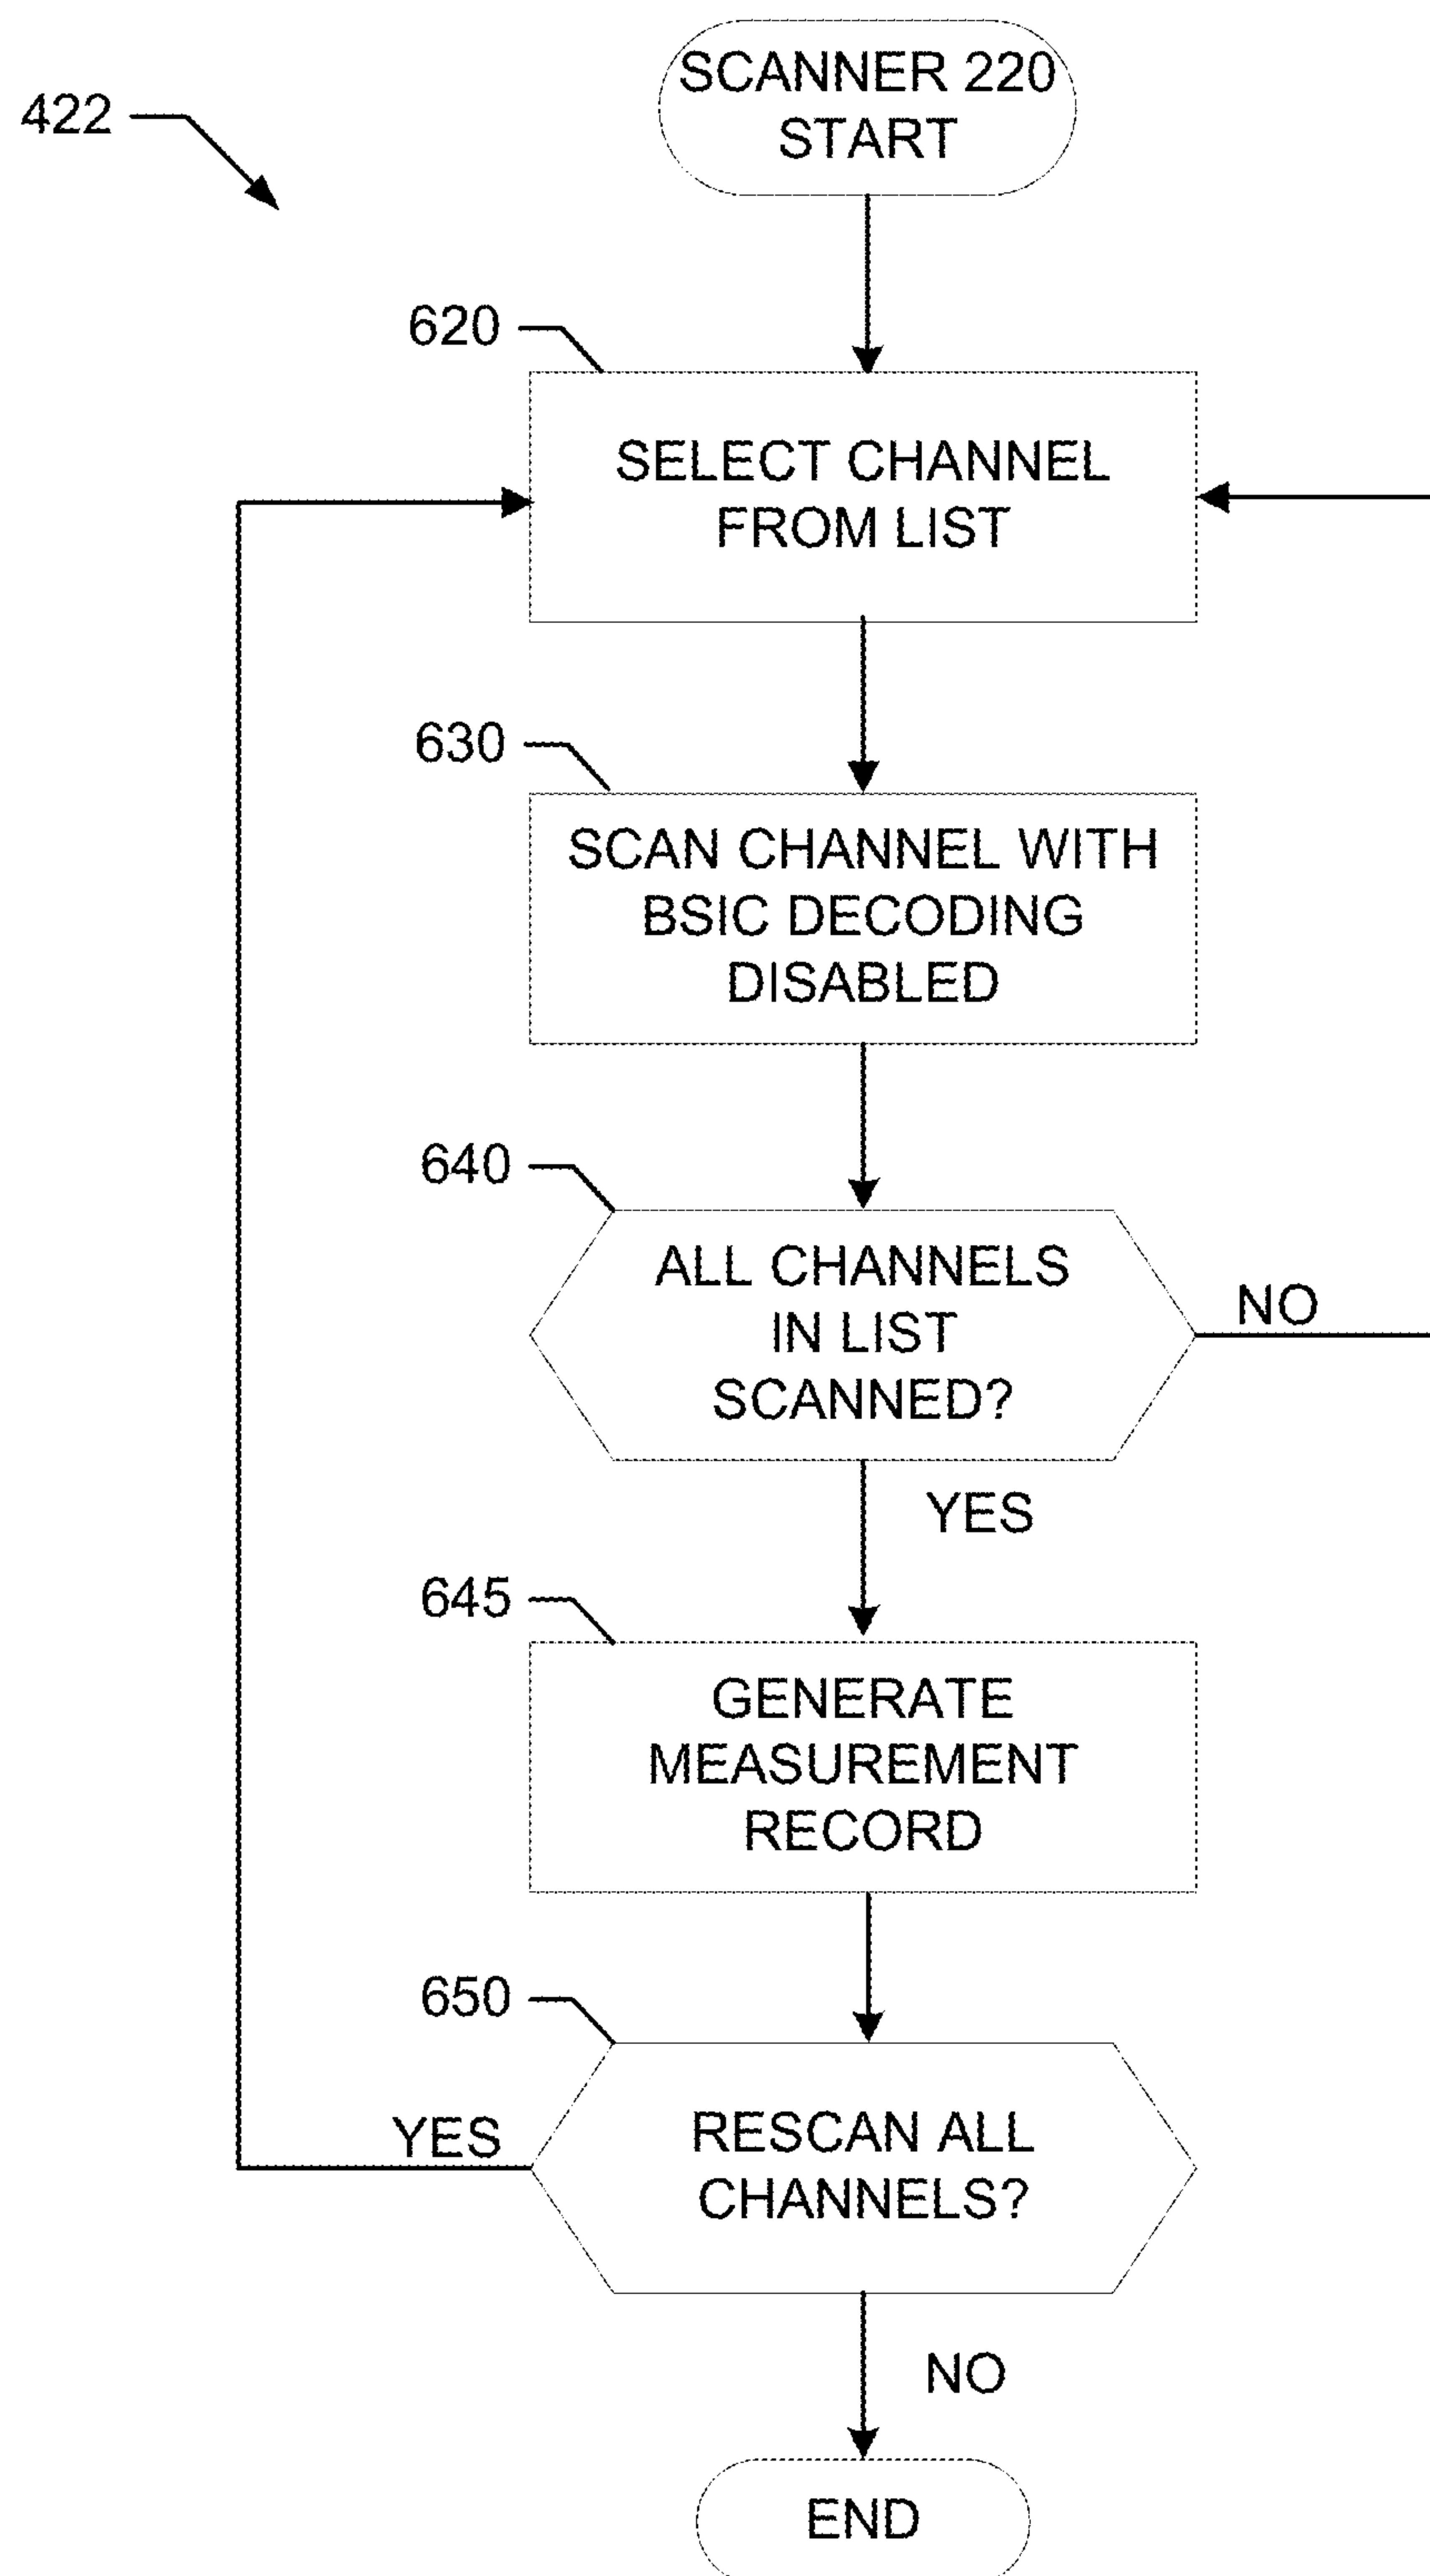 SCANNER 220
START
422
620
SELECT CHANNEL
FROM LIST
630
SCAN CHANNEL WITH
BSIC DECODING
DISABLED
640
ALL CHANNELS
IN LIST
SCANNED?
NO
YES
645
GENERATE
MEASUREMENT
RECORD
650
RESCAN ALL
CHANNELS?
YES
NO
END